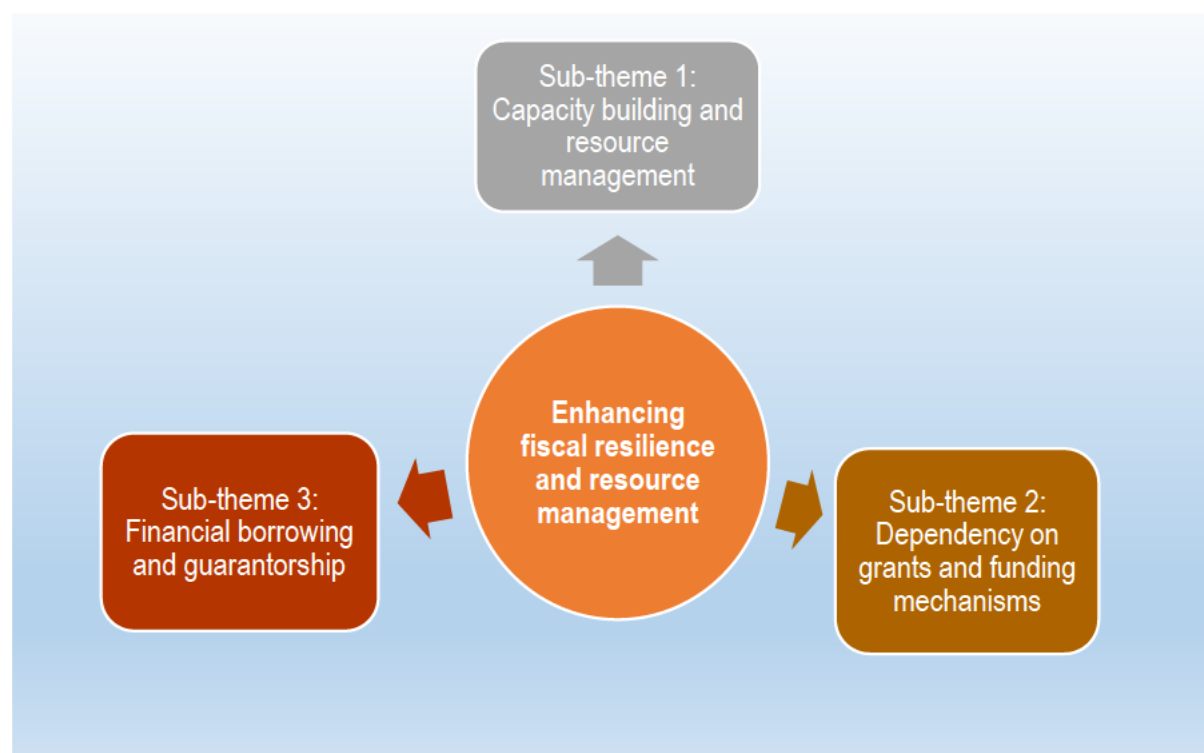 Sub-theme 1:
Capacity building and
resource
management
Enhancing
fiscal resilience
and resource
management
Sub-theme 3:
Financial borrowing
and guarantorship
Sub-theme 2:
Dependency on
grants and funding
mechanisms